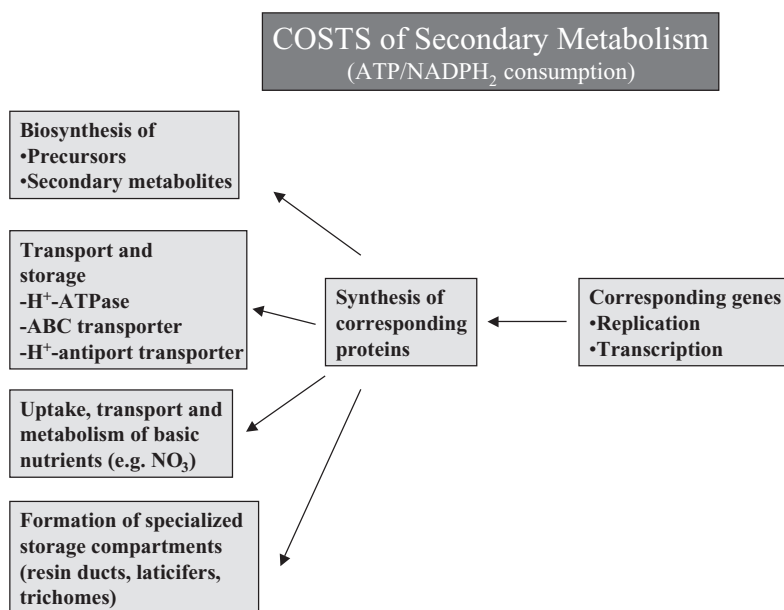 COSTS of Secondary Metabolism
(ATP/NADPH₂ consumption)
Biosynthesis of
•Precursors
•Secondary metabolites
Transport and
storage
-H⁺-ATPase
-ABC transporter
-H⁺-antiport transporter
Synthesis of
corresponding
proteins
Corresponding genes
•Replication
•Transcription
Uptake, transport and
metabolism of basic
nutrients (e.g. NO₃)
Formation of specialized
storage compartments
(resin ducts, laticifers,
trichomes)